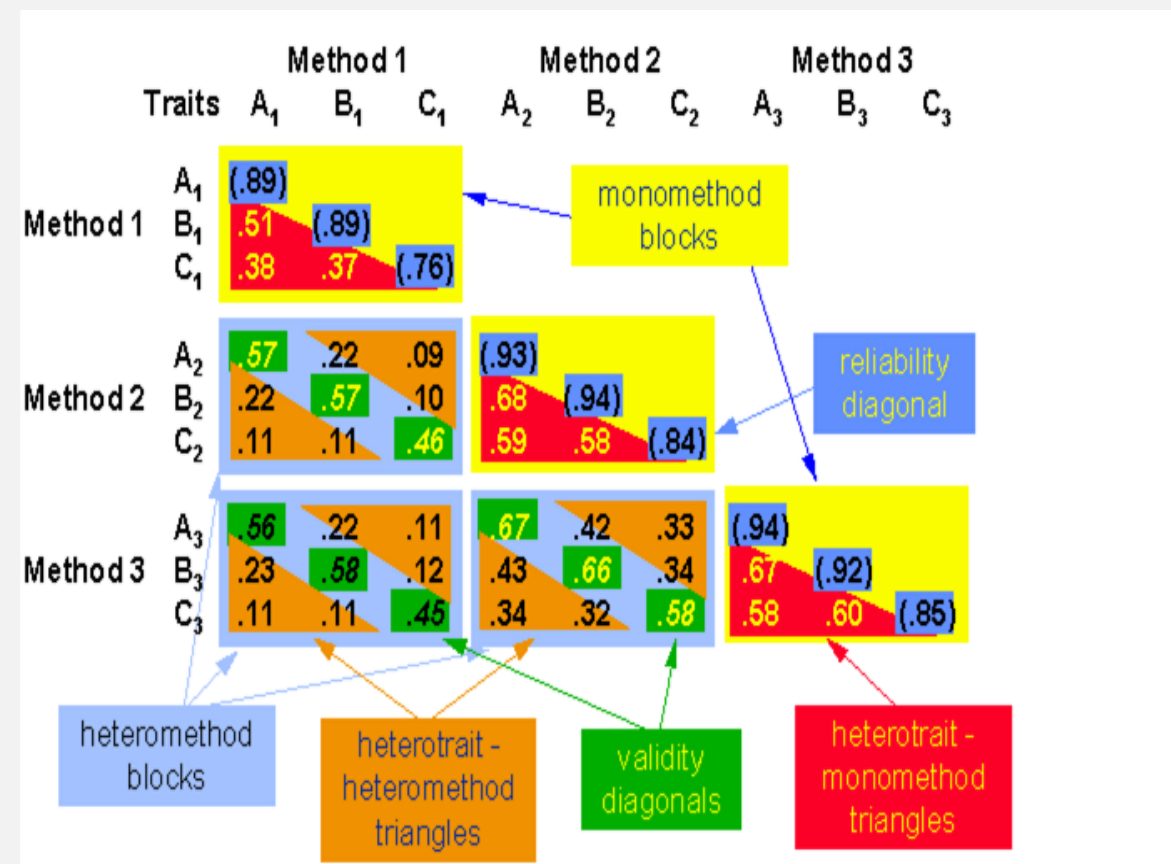 Method 1 Method 2 Method 3
Traits A₁ B₁ C₁ A₂ B₂ C₂ A₃ B₃ C₃
A₁ (.89)
Method 1 B₁ .51 (.89)
C₁ .38 .37 (.76)
monomethod
blocks
A₂ .57 .22 .09 (.93)
Method 2 B₂ .22 .57 .10 .68 (.94)
C₂ .11 .11 .46 .59 .58 (.84)
reliability
diagonal
A₃ .56 .22 .11 .67 .42 .33 (.94)
Method 3 B₃ .23 .58 .12 .43 .66 .34 .67 (.92)
C₃ .11 .11 .45 .34 .32 .58 .58 .60 (.85)
heteromethod
blocks
heterotrait -
heteromethod
triangles
validity
diagonals
heterotrait -
monomethod
triangles